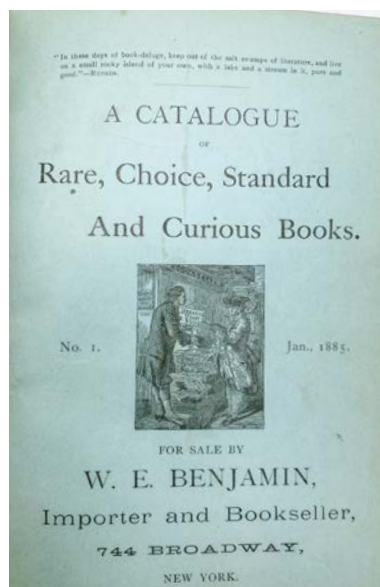 "In these days of book-deluge, keep out of the salt swamps of literature, and live
on a small rocky island of your own, with a lake and a stream in it, pure and
good."—RUSKIN.
A CATALOGUE
OF
Rare, Choice, Standard
And Curious Books.
No. 1.
Jan., 1885.
FOR SALE BY
W. E. BENJAMIN,
Importer and Bookseller,
744 BROADWAY,
NEW YORK.